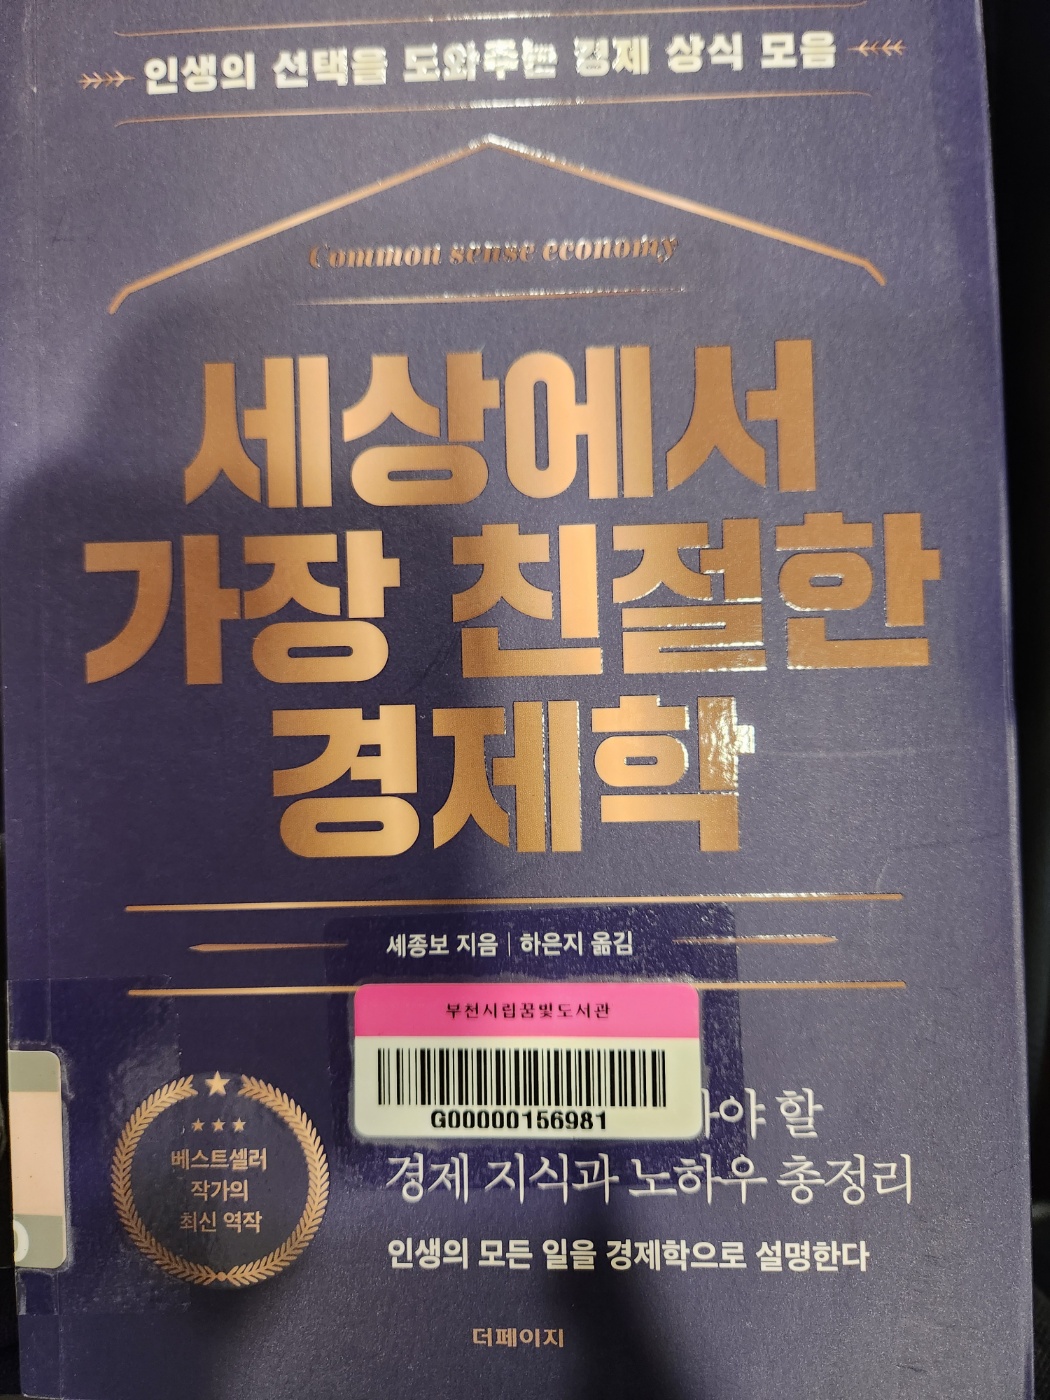 인생의 선택을 도와주는 경제 상식 모음
Common sense economy
세상에서
가장 친절한
경제학
셰종보 지음 | 하은지 옮김
부천시립꿈빛도서관
G00000156981
할
경제 지식과 노하우 총정리
인생의 모든 일을 경제학으로 설명한다
베스트셀러
작가의
최신 역작
더페이지